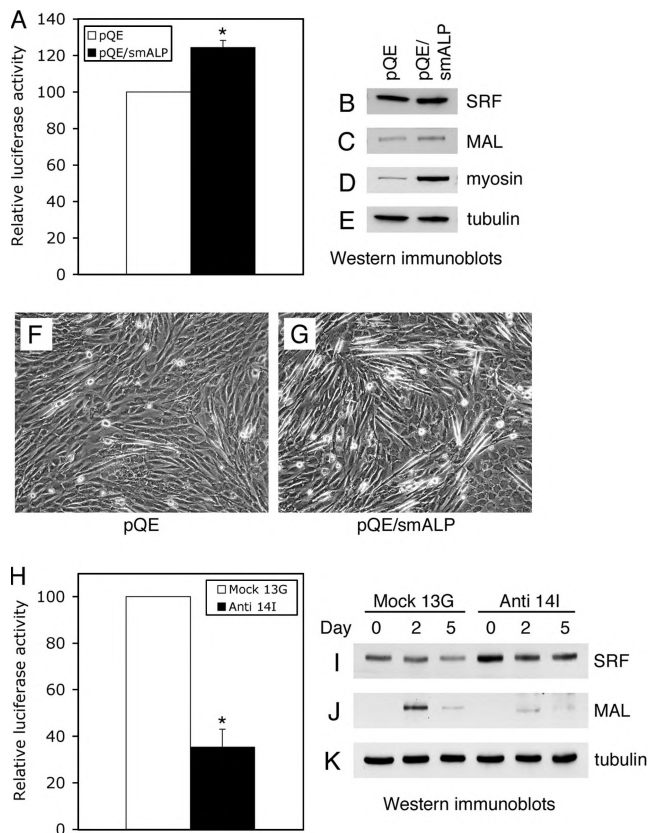 A
Relative luciferase activity
140
120
100
80
60
40
20
0
pQE
pQE/smALP
*
pQE
pQE/
smALP
B SRF
C MAL
D myosin
E tubulin
Western immunoblots
F
G
pQE
pQE/smALP
H
Relative luciferase activity
100
80
60
40
20
0
Mock 13G
Anti 14I
*
Mock 13G Anti 14I
Day 0 2 5 0 2 5
I SRF
J MAL
K tubulin
Western immunoblots